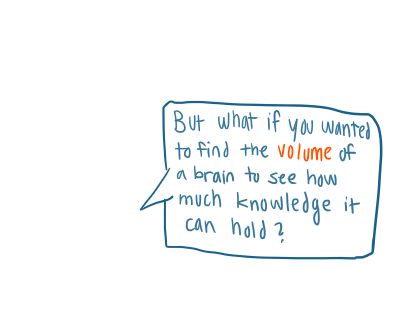 But what if you wanted
to find the volume of
a brain to see how
much knowledge it
can hold?